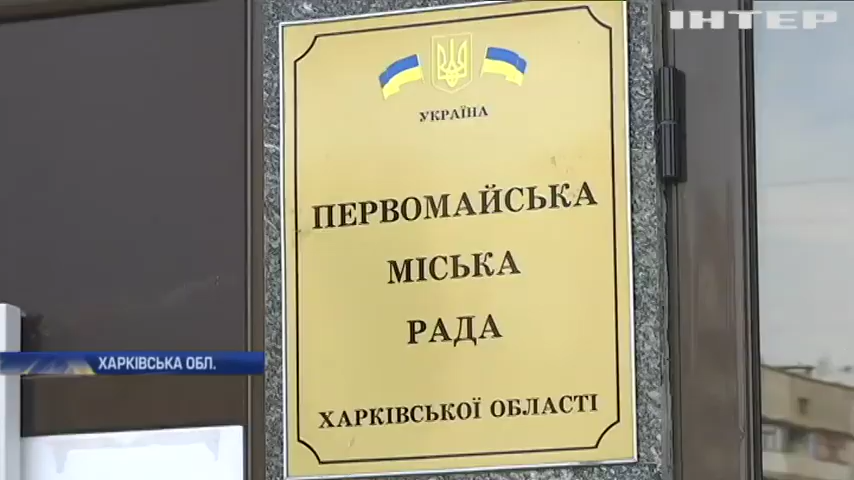 ІНТЕР
УКРАЇНА
ПЕРВОМАЙСЬКА
МІСЬКА
РАДА
ХАРКІВСЬКОЇ ОБЛАСТІ
ХАРКІВСЬКА ОБЛ.